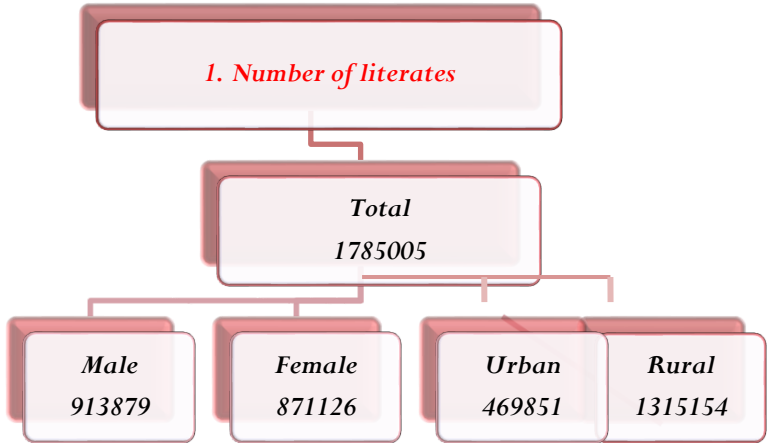 1. Number of literates
Total
1785005
Male
913879
Female
871126
Urban
469851
Rural
1315154